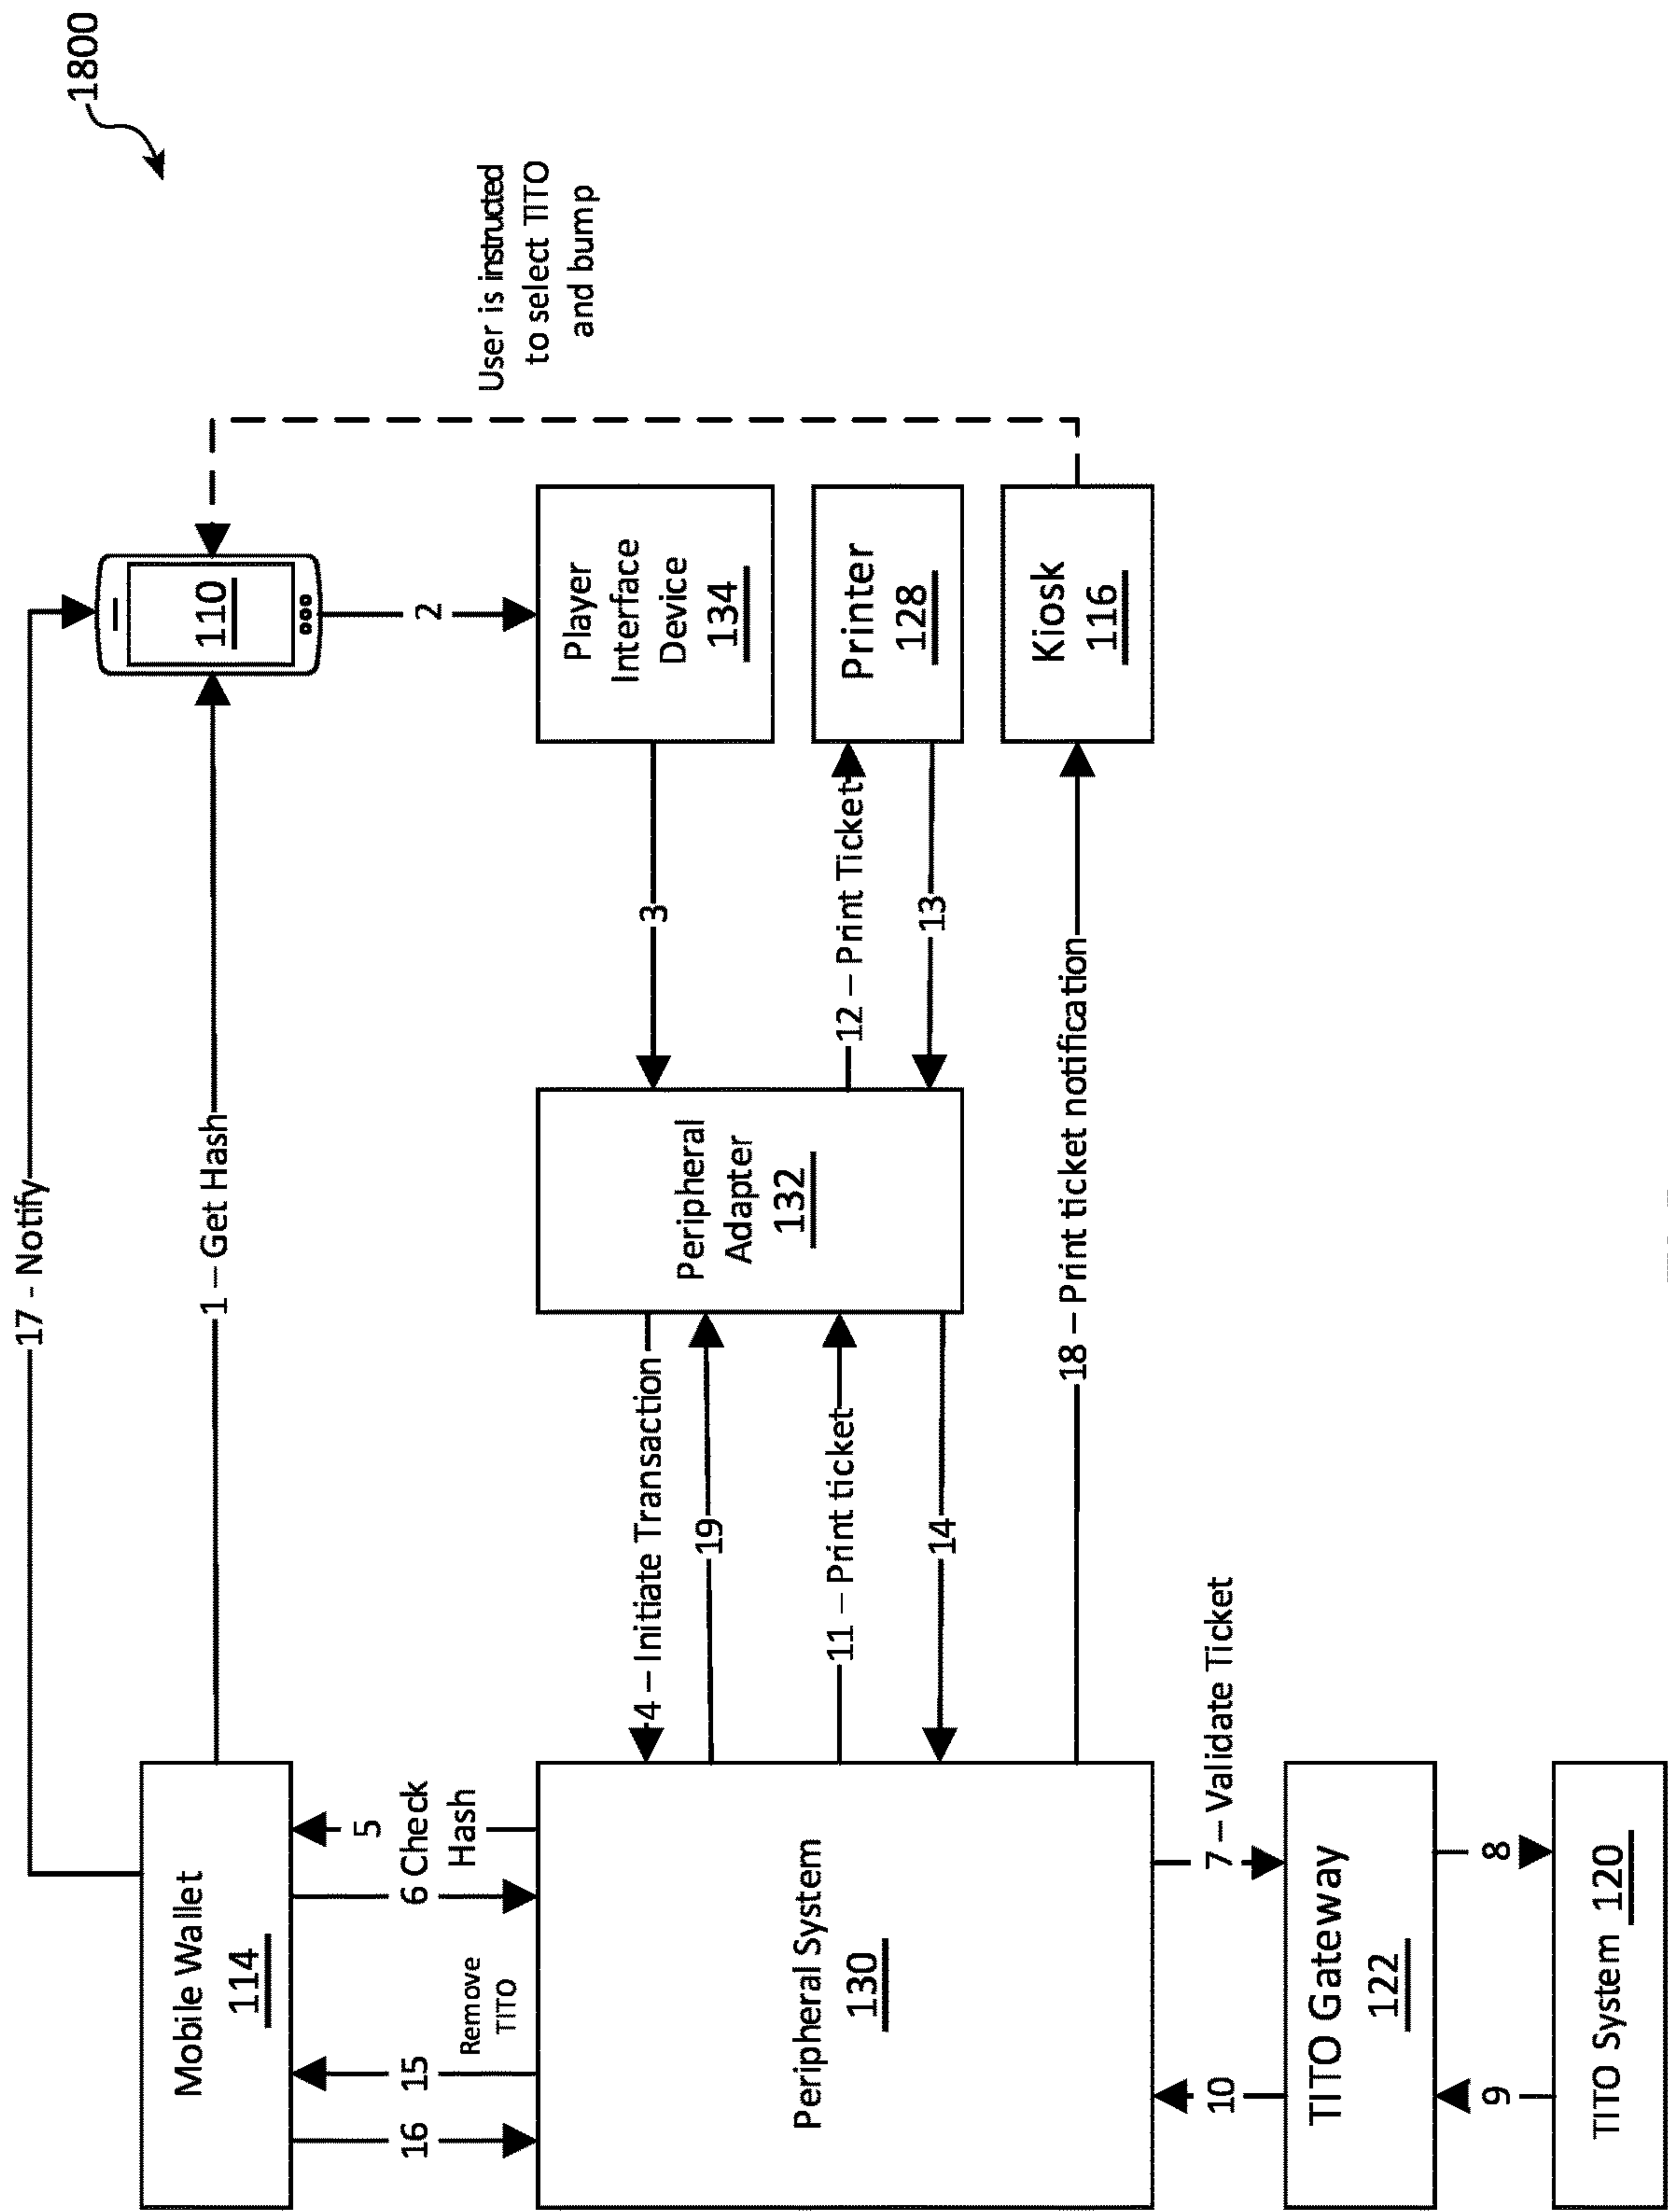 1800
17 - Notify
1 – Get Hash
110
User is instructed
to select TITO
and bump
2
Mobile Wallet
114
5
6 Check
Hash
Remove
TITO
15
16
Player
Interface
Device
134
3
Peripheral
Adapter
132
4 – Initiate Transaction
19
11 – Print ticket
14
12 – Print Ticket
13
Printer
128
Kiosk
116
18 – Print ticket notification
Peripheral System
130
7 – Validate Ticket
10
TITO Gateway
122
8
9
TITO System 120